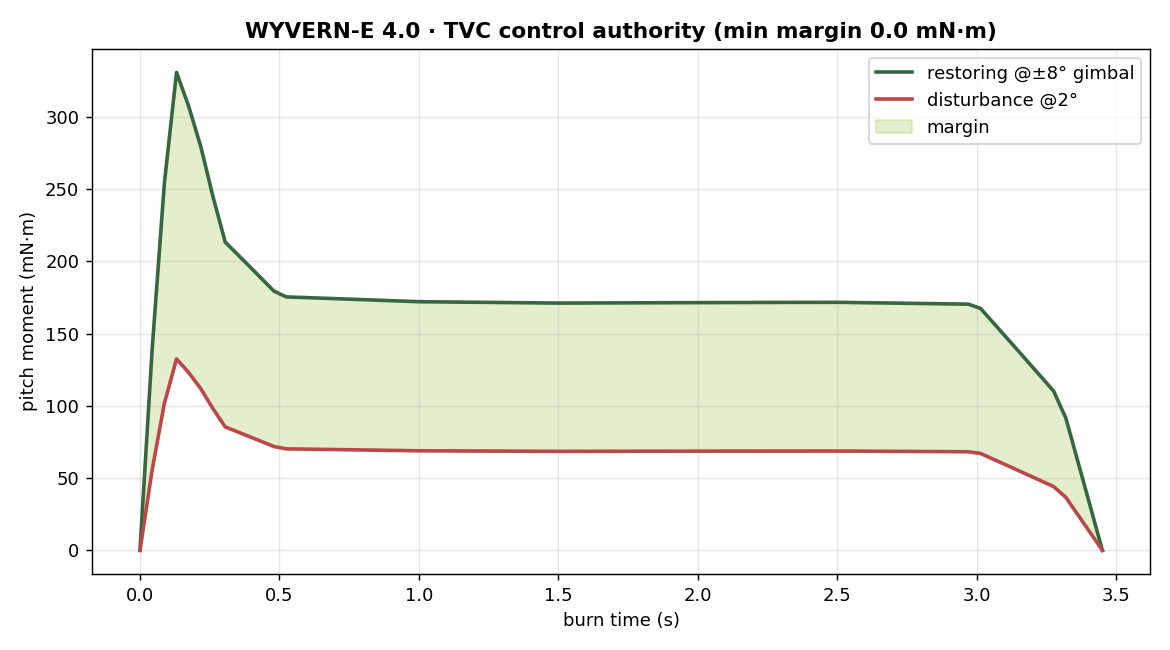 WYVERN-E 4.0 · TVC control authority (min margin 0.0 mN·m)
restoring @±8° gimbal
disturbance @2°
margin
pitch moment (mN·m)
300
250
200
150
100
50
0
0.0 0.5 1.0 1.5 2.0 2.5 3.0 3.5
burn time (s)